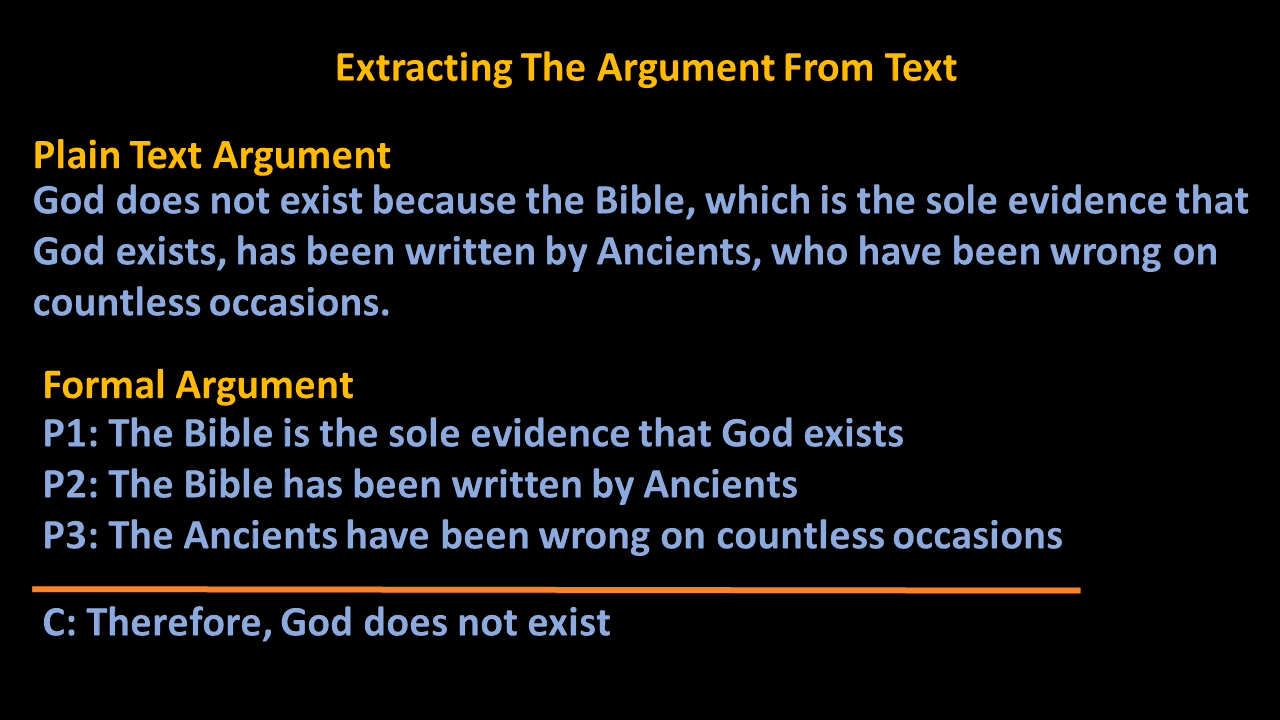 Extracting The Argument From Text
Plain Text Argument
God does not exist because the Bible, which is the sole evidence that
God exists, has been written by Ancients, who have been wrong on
countless occasions.
Formal Argument
P1: The Bible is the sole evidence that God exists
P2: The Bible has been written by Ancients
P3: The Ancients have been wrong on countless occasions
C: Therefore, God does not exist